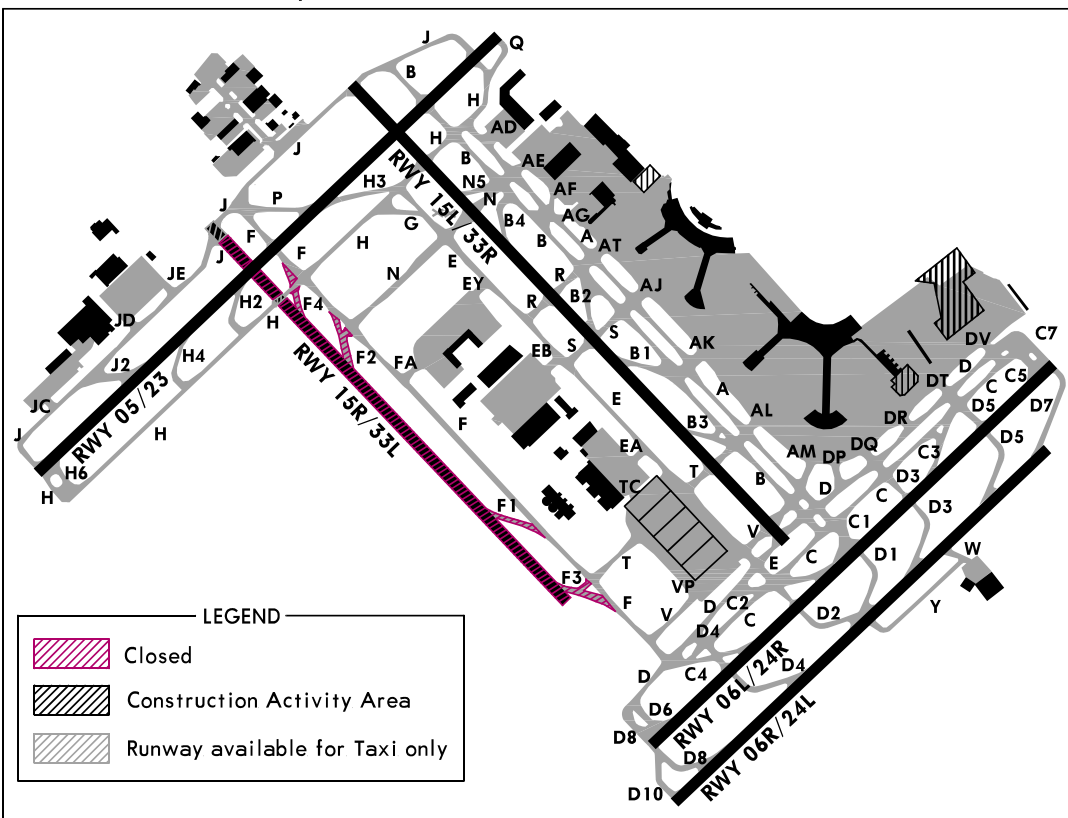 J
Q
B
H
AD
H
J
B
AE
RWY 15L/33R
H3
N5
AF
P
N
J
AG
G
B4
A
F
B
AT
H
F
J
E
N
R
JE
EY
AJ
H2
F4
B2
R
JD
H
S
C7
DV
AK
S
B1
F2
EB
J2
H4
FA
D
RWY 15R/33L
C5
DT
C
A
E
D5
D7
JC
RWY 05/23
AL
DR
F
B3
H
D5
J
EA
DQ
C3
AM
DP
H6
T
D3
B
TC
D
H
C
F1
D3
C1
V
W
D1
C
T
E
F3
VP
F
D
C2
Y
V
C
D2
LEGEND
D4
D4
Closed
D
C4
RWY 06L/24R
Construction Activity Area
D6
RWY 06R/24L
D8
Runway available for Taxi only
D8
D10